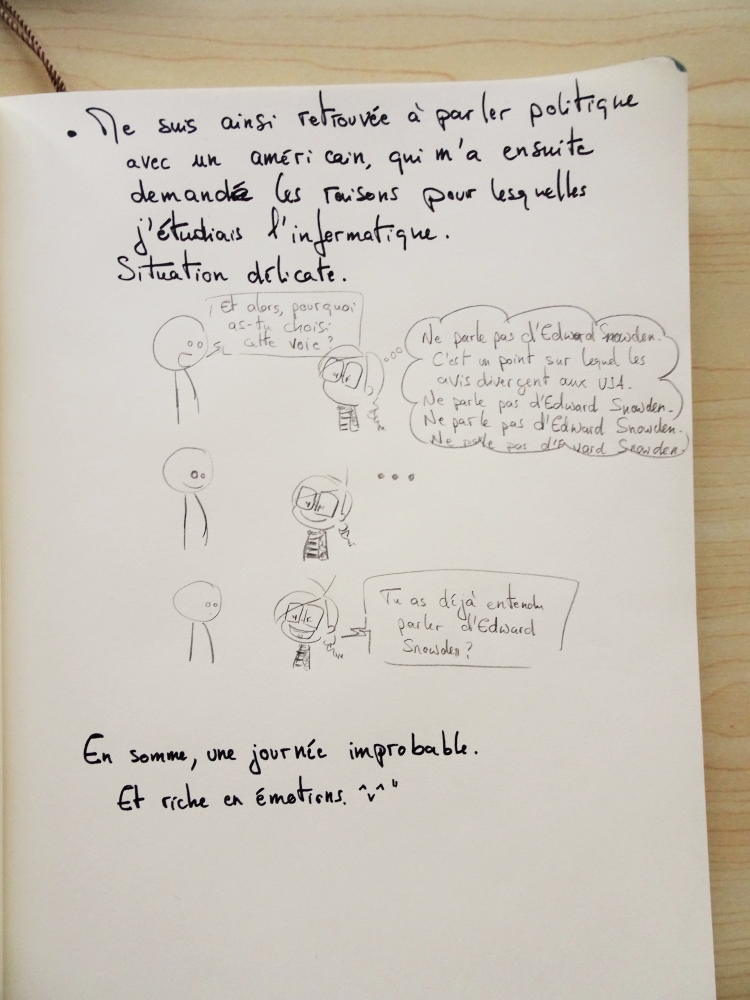 • Me suis ainsi retrouvée à parler politique
avec un américain, qui m'a ensuite
demandé les raisons pour lesquelles
j'étudiais l'informatique.
Situation délicate.
Et alors, pourquoi
as-tu choisi
cette voie ?
Ne parle pas d'Edward Snowden.
C'est un point sur lequel les
avis divergent aux USA.
Ne parle pas d'Edward Snowden.
Ne parle pas d'Edward Snowden.
Ne parle pas d'Edward Snowden.
...
Tu as déjà entendu
parler d'Edward
Snowden ?
En somme, une journée improbable.
Et riche en émotions. ^v^"